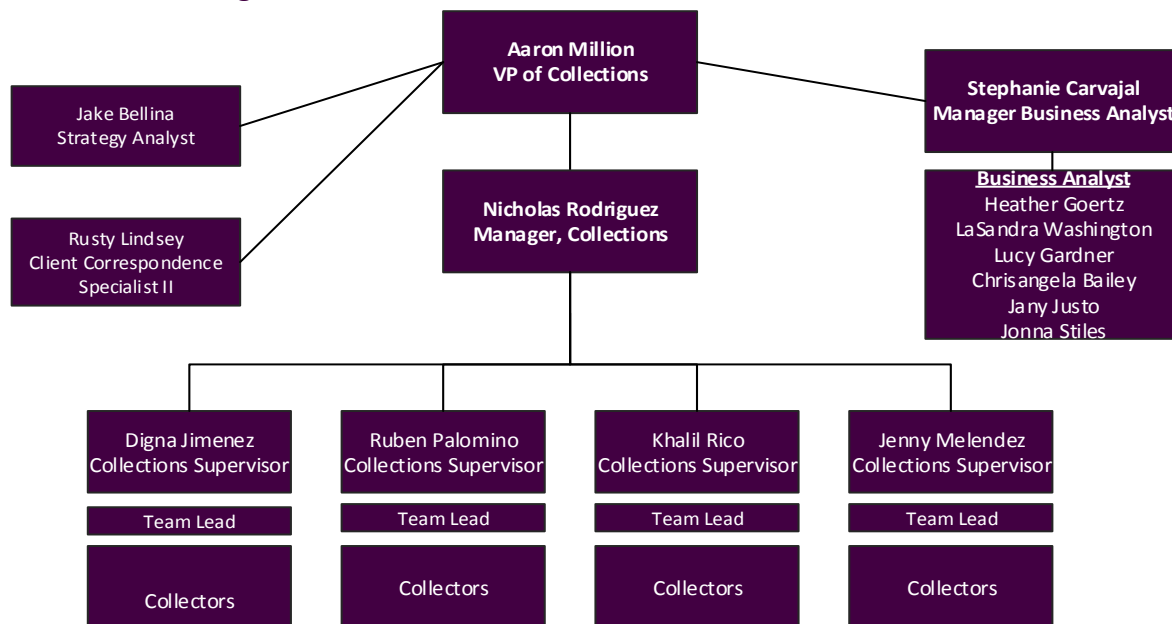 Aaron Million
VP of Collections
Stephanie Carvajal
Manager Business Analyst
Jake Bellina
Strategy Analyst
Business Analyst
Heather Goertz
LaSandra Washington
Lucy Gardner
Chrisangela Bailey
Jany Justo
Jonna Stiles
Nicholas Rodriguez
Manager, Collections
Rusty Lindsey
Client Correspondence
Specialist II
Digna Jimenez
Collections Supervisor
Ruben Palomino
Collections Supervisor
Khalil Rico
Collections Supervisor
Jenny Melendez
Collections Supervisor
Team Lead
Team Lead
Team Lead
Team Lead
Collectors
Collectors
Collectors
Collectors